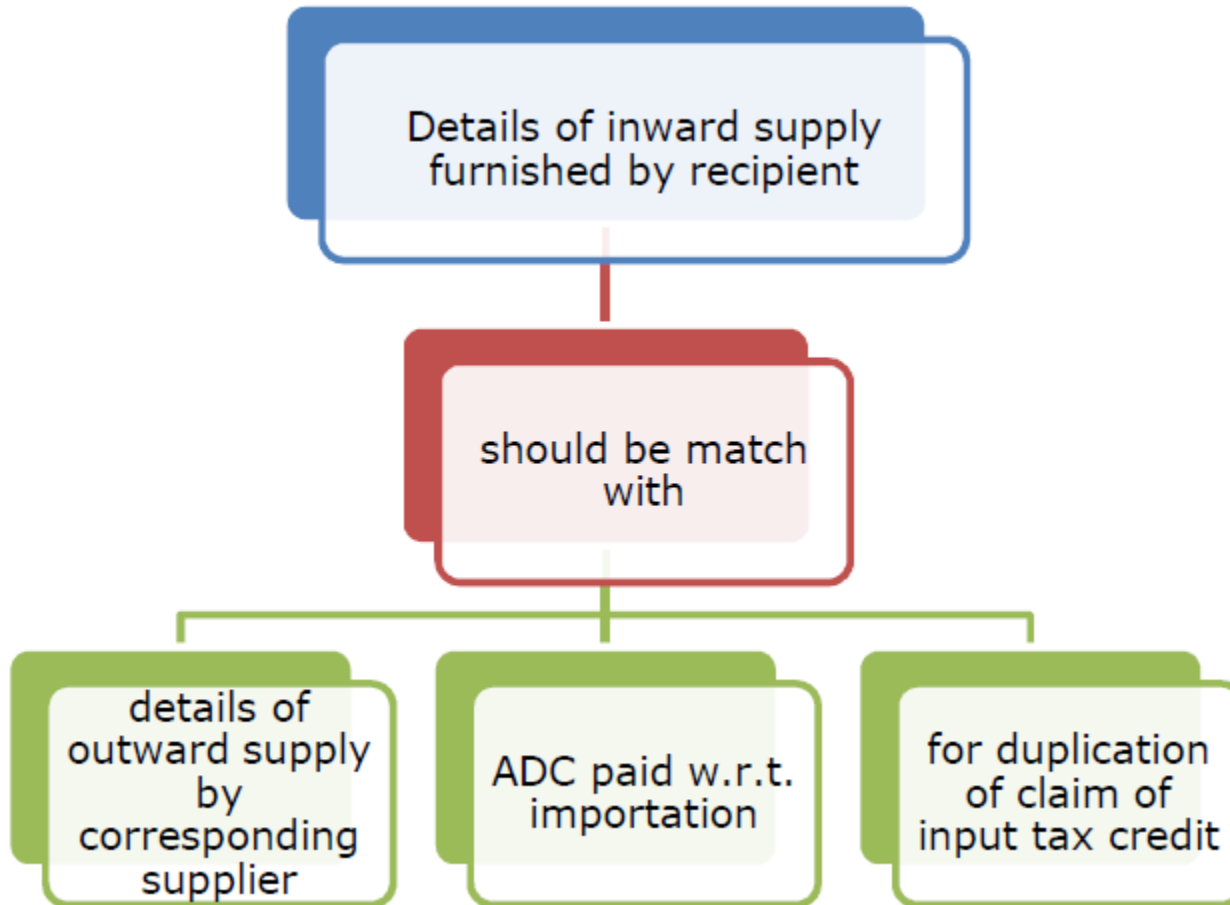 Details of inward supply
furnished by recipient
should be match
with
details of
outward supply
by
corresponding
supplier
ADC paid w.r.t.
importation
for duplication
of claim of
input tax credit